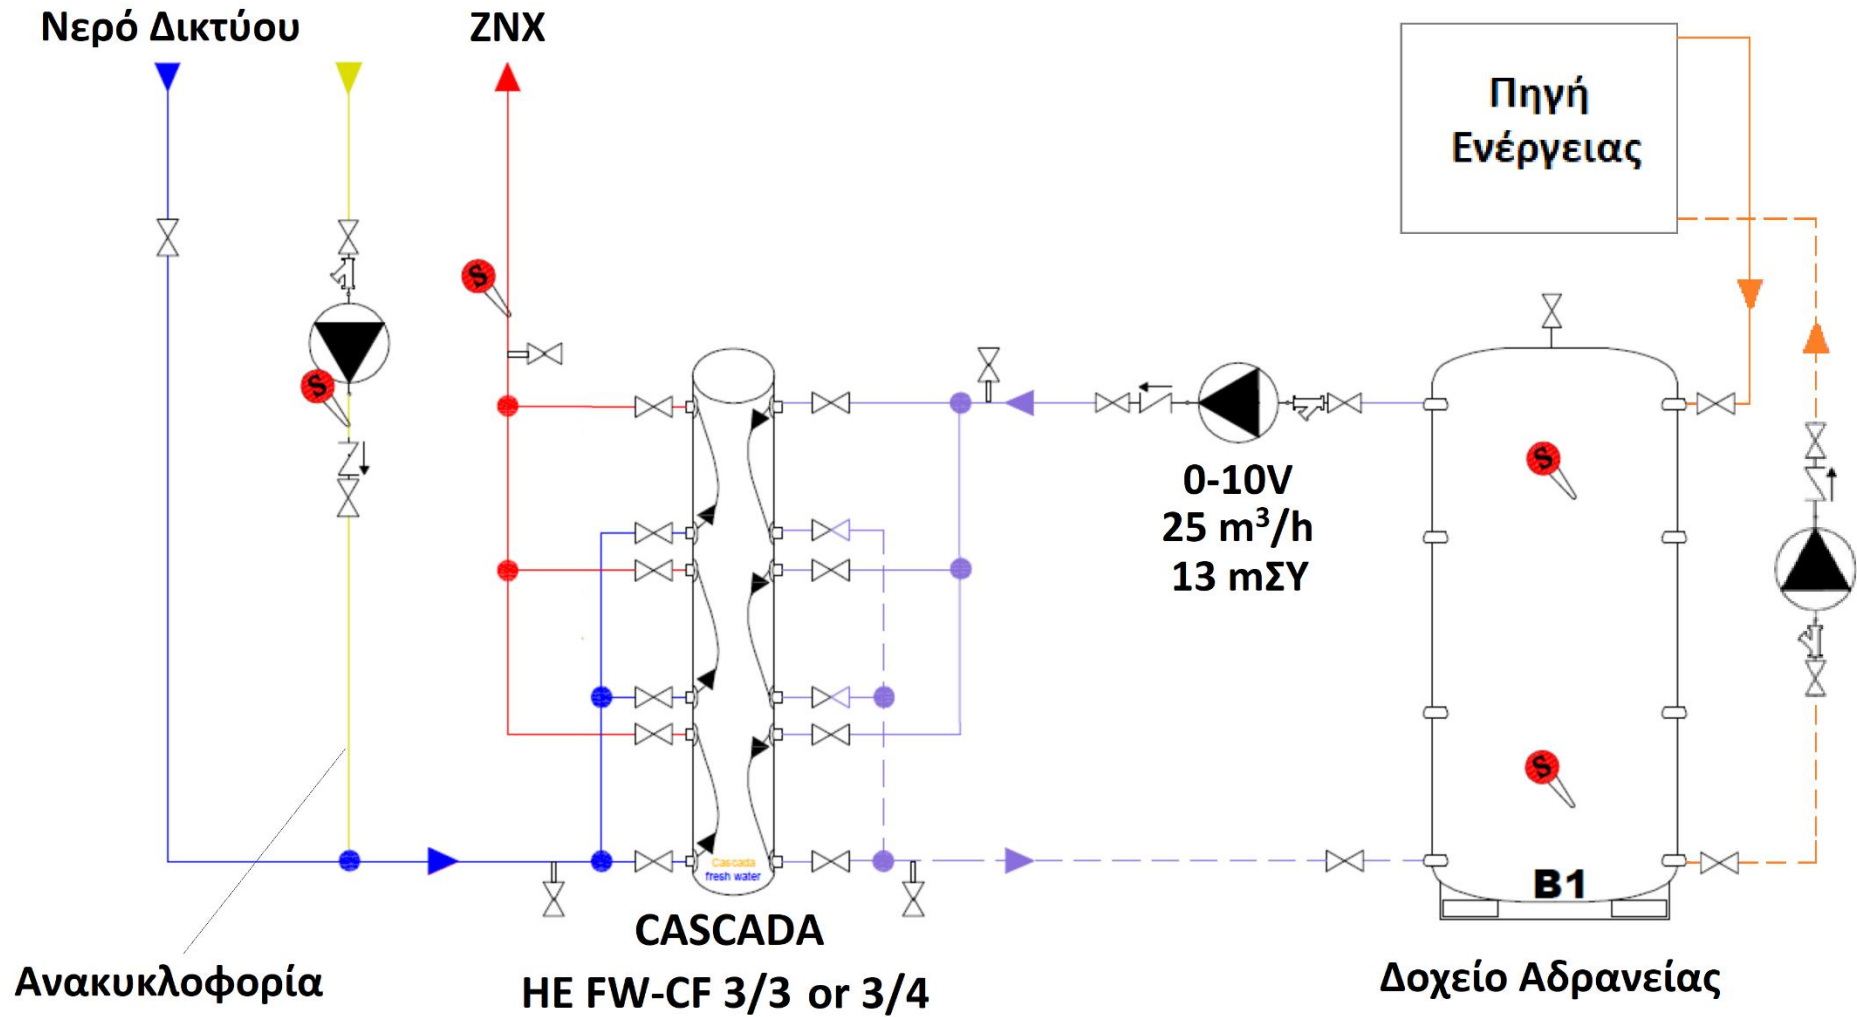 Νερό Δικτύου
ΖΝΧ
Πηγή
Ενέργειας
S
S
S
0-10V
25 m³/h
13 mΣΥ
S
Cascada
fresh water
B1
CASCADA
HE FW-CF 3/3 or 3/4
Ανακυκλοφορία
Δοχείο Αδρανείας